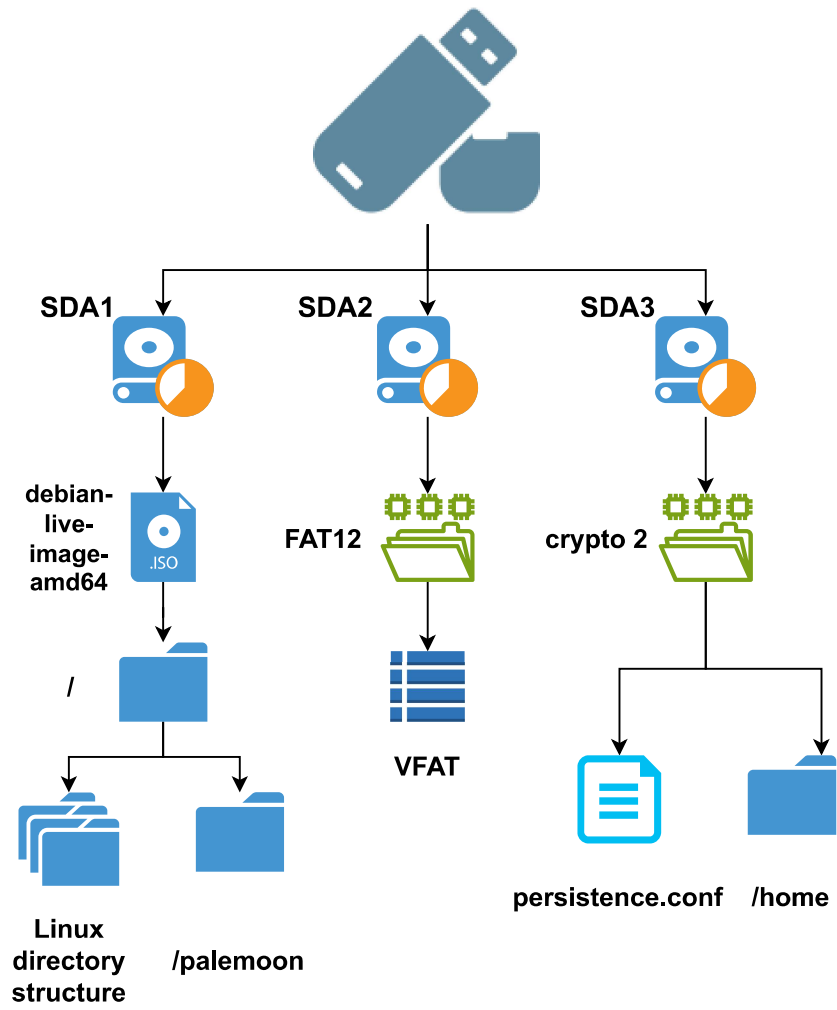 SDA1
SDA2
SDA3
debian-
live-
image-
amd64
.ISO
FAT12
crypto 2
/
VFAT
persistence.conf
/home
Linux
directory
structure
/palemoon